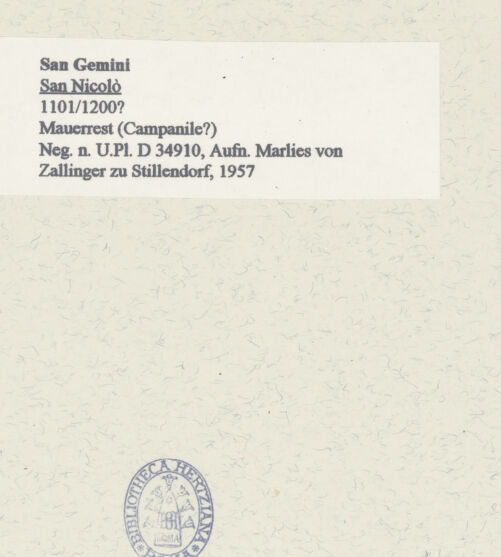 San Gemini
San Nicolò
1101/1200?
Mauerrest (Campanile?)
Neg. n. U.Pl. D 34910, Aufn. Marlies von
Zallinger zu Stillendorf, 1957
BIBLIOTHECA HERTZIANA
ROMA